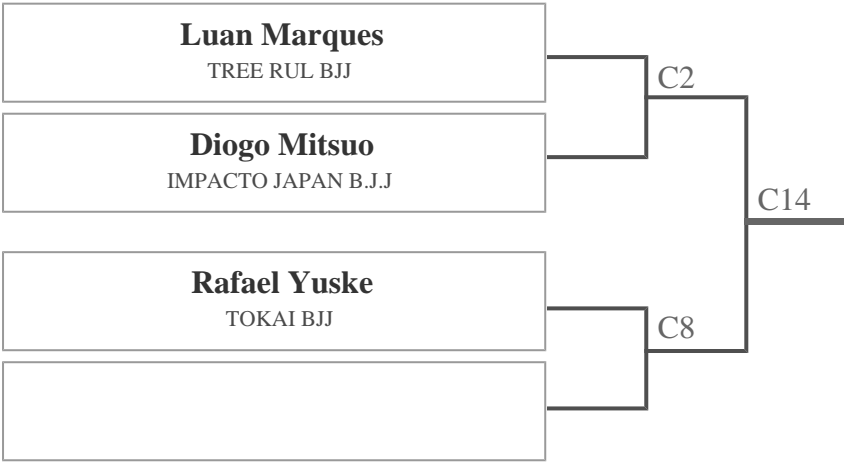 Luan Marques
TREE RUL BJJ
C2
Diogo Mitsuo
IMPACTO JAPAN B.J.J
C14
Rafael Yuske
TOKAI BJJ
C8